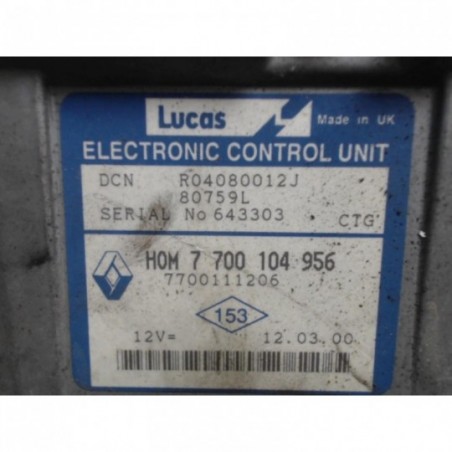 Lucas Made in UK
ELECTRONIC CONTROL UNIT
DCN R04080012J
80759L
SERIAL No 643303 CTG
HOM 7 700 104 956
7700111206
153
12V= 12.03.00